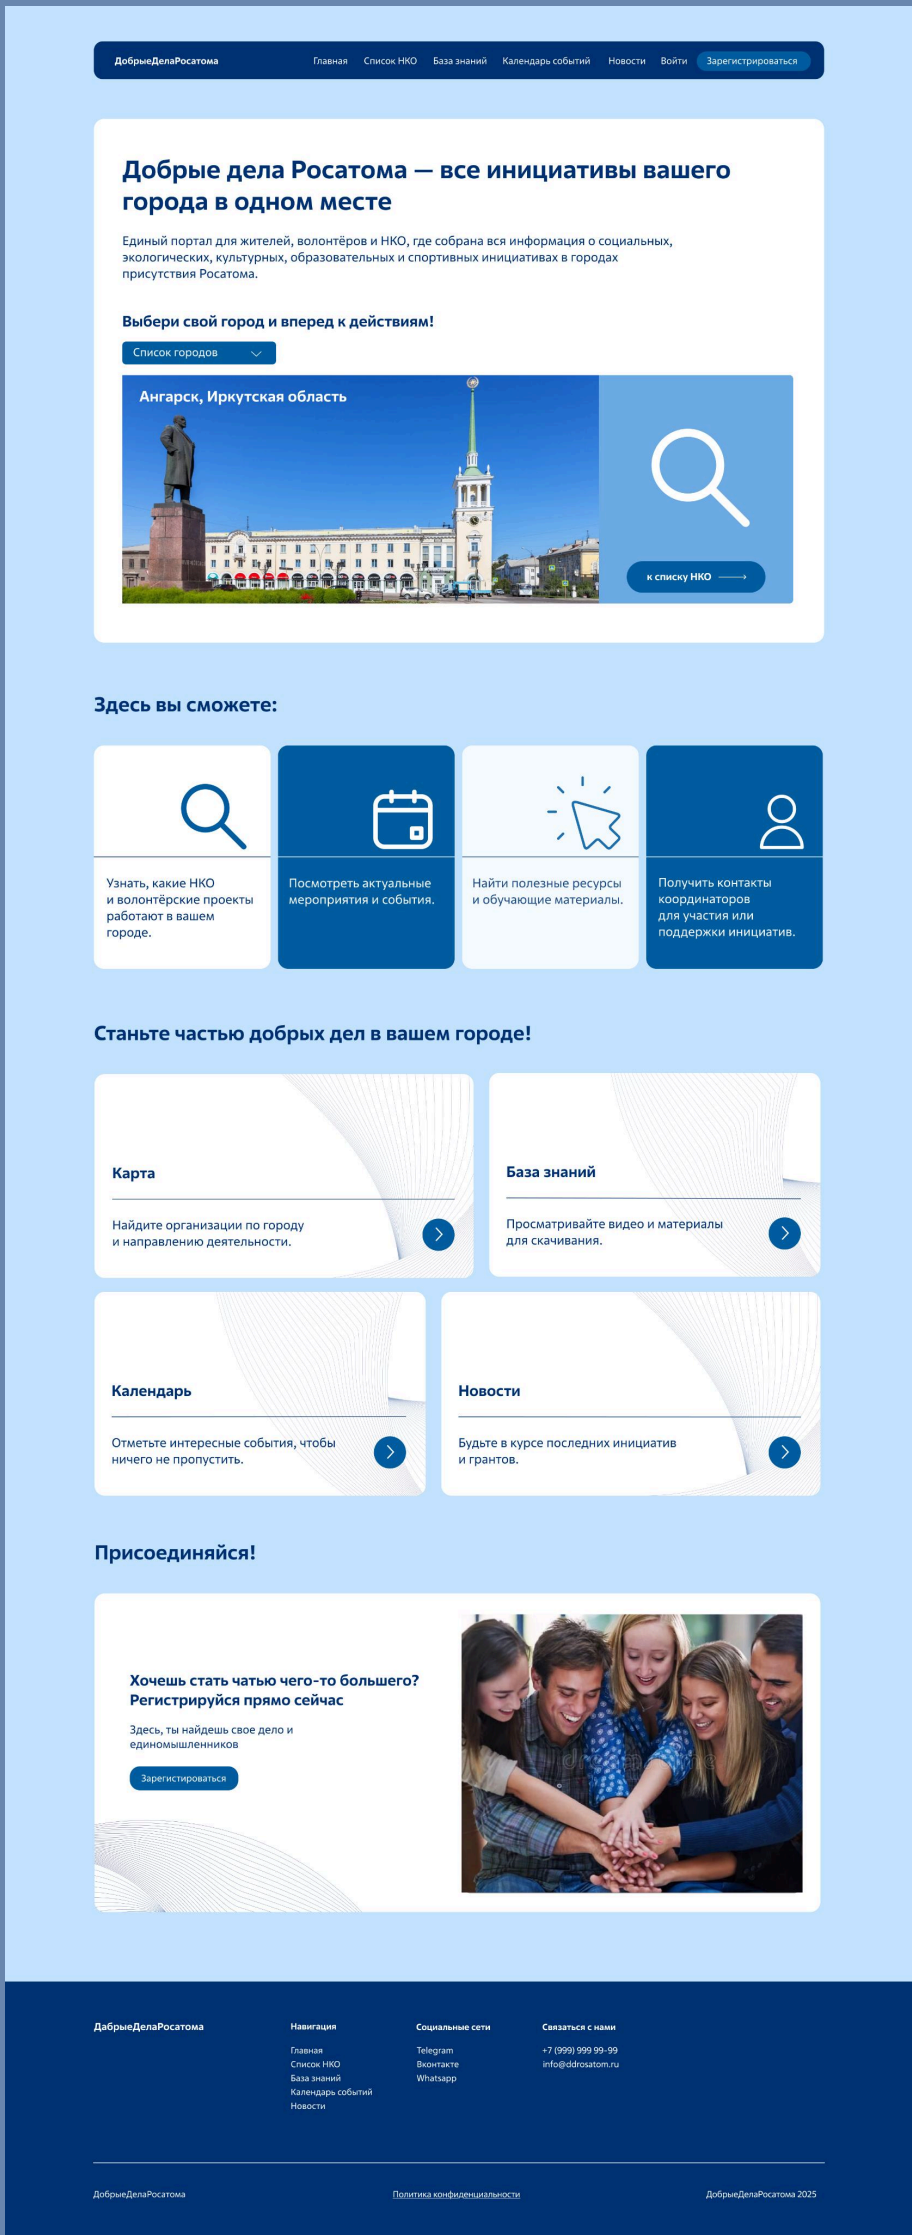 ДобрыеДелаРосатома
Главная
Список НКО
База знаний
Календарь событий
Новости
Войти
Зарегистрироваться
Добрые дела Росатома — все инициативы вашего
города в одном месте
Единый портал для жителей, волонтёров и НКО, где собрана вся информация о социальных,
экологических, культурных, образовательных и спортивных инициативах в городах
присутствия Росатома.
Выбери свой город и вперед к действиям!
Список городов
Ангарск, Иркутская область
к списку НКО
Здесь вы сможете:
Узнать, какие НКО
и волонтёрские проекты
работают в вашем
городе.
Посмотреть актуальные
мероприятия и события.
Найти полезные ресурсы
и обучающие материалы.
Получить контакты
координаторов
для участия или
поддержки инициатив.
Станьте частью добрых дел в вашем городе!
Карта
Найдите организации по городу
и направлению деятельности.
База знаний
Просматривайте видео и материалы
для скачивания.
Календарь
Отметьте интересные события, чтобы
ничего не пропустить.
Новости
Будьте в курсе последних инициатив
и грантов.
Присоединяйся!
Хочешь стать чатью чего-то большего?
Регистрируйся прямо сейчас
Здесь, ты найдешь свое дело и
единомышленников
Зарегистироваться
ДабрыеДелаРосатома
Навигация
Главная
Список НКО
База знаний
Календарь событий
Новости
Социальные сети
Telegram
Вконтакте
Whatsapp
Связаться с нами
+7 (999) 999 99-99
info@ddrosatom.ru
ДобрыеДелаРосатома
Политика конфиденциальности
ДобрыеДелаРосатома 2025